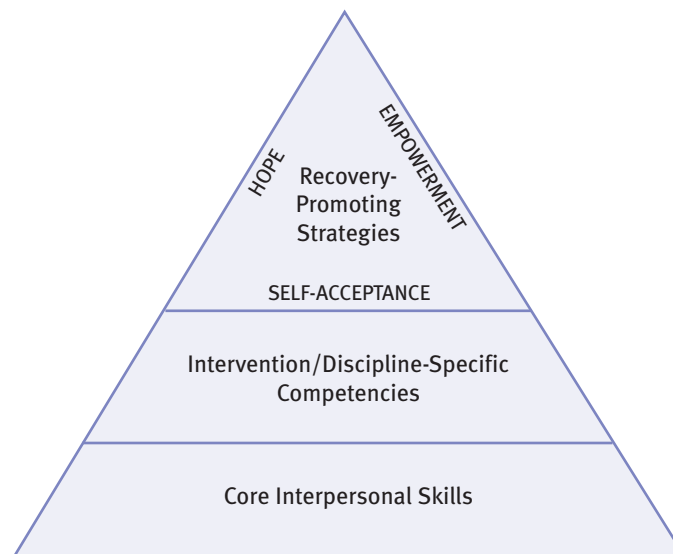 HOPE
EMPOWERMENT
Recovery-
Promoting
Strategies
SELF-ACCEPTANCE
Intervention/Discipline-Specific
Competencies
Core Interpersonal Skills